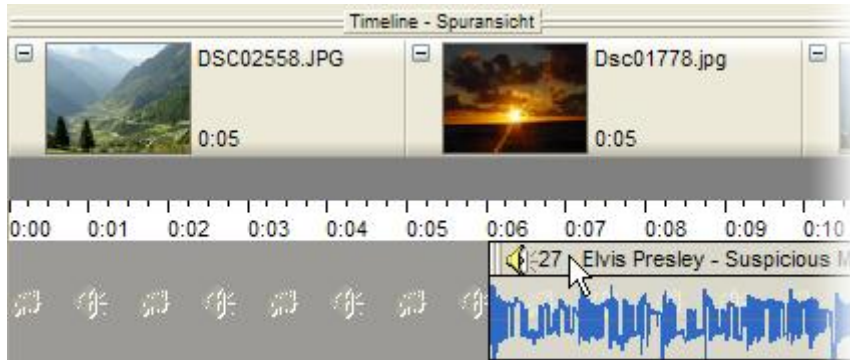 Timeline - Spuransicht
DSC02558.JPG
Dsc01778.jpg
0:05
0:05
0:00 0:01 0:02 0:03 0:04 0:05 0:06 0:07 0:08 0:09 0:10
27 Elvis Presley - Suspicious M